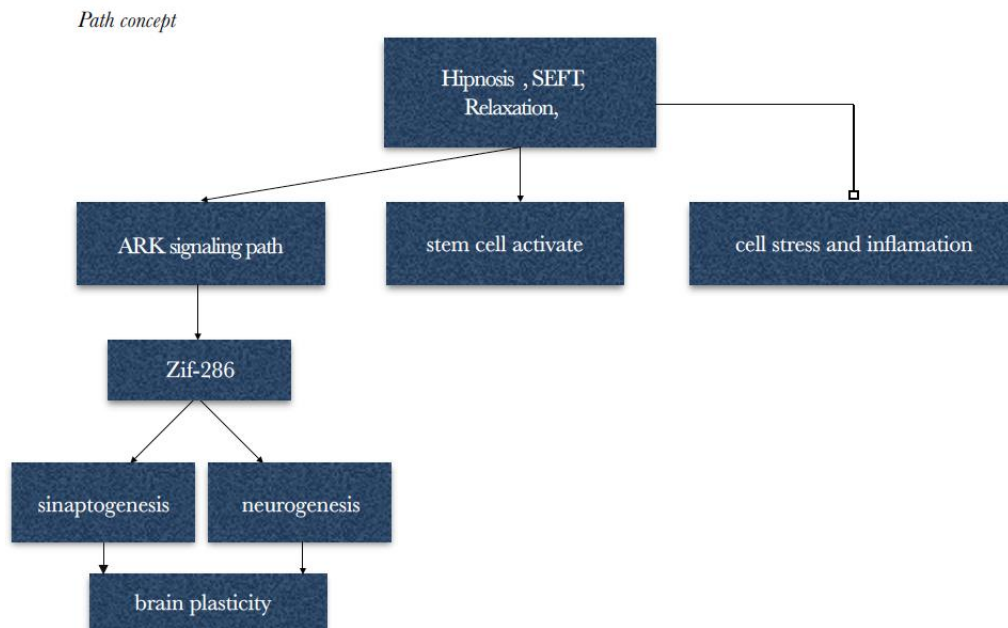 Path concept
Hipnosis , SEFT,
Relaxation,
ARK signaling path
stem cell activate
cell stress and inflamation
Zif-286
sinaptogenesis
neurogenesis
brain plasticity